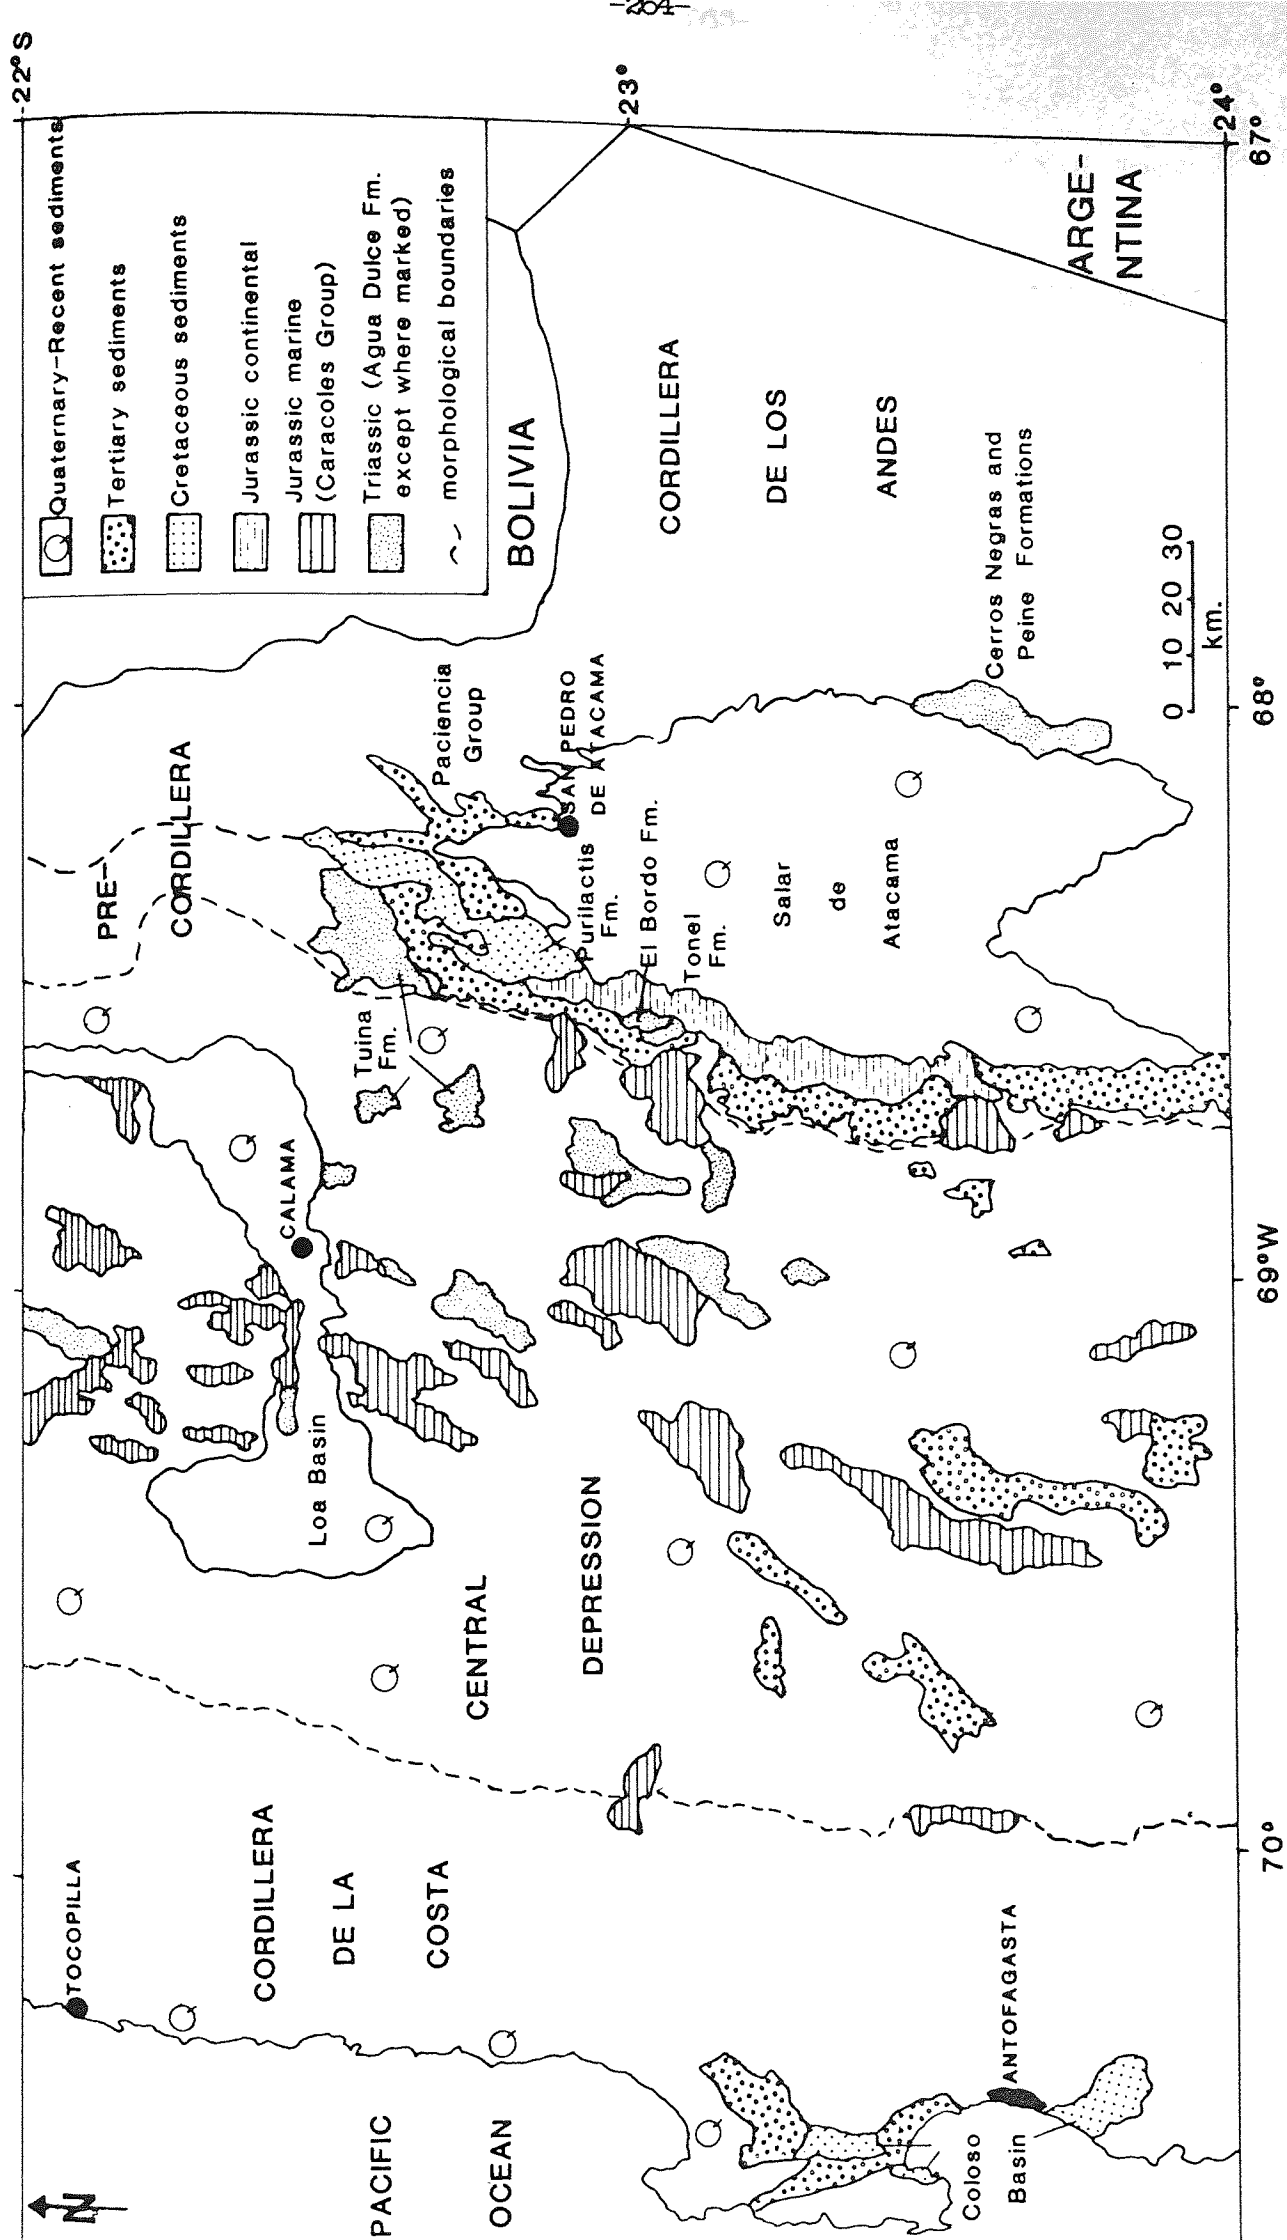 -264-
22°S
23°
24°
67°
68°
69°W
70°
Q Quaternary-Recent sediments
Tertiary sediments
Cretaceous sediments
Jurassic continental
Jurassic marine
(Caracoles Group)
Triassic (Agua Dulce Fm.
except where marked)
morphological boundaries
BOLIVIA
ARGE-
NTINA
CORDILLERA
DE LOS
ANDES
Cerros Negras and
Peine Formations
0 10 20 30
km.
PRE-
CORDILLERA
Paciencia
Group
SAN PEDRO
DE ATACAMA
Purilactis
Fm.
El Bordo Fm.
Tonel
Fm.
Salar
de
Atacama
Q
Q
Q
Q
Q
Tuina
Fm.
Q
CALAMA
Loa Basin
Q
Q
Q
Q
Q
Q
Q
CENTRAL
DEPRESSION
TOCOPILLA
CORDILLERA
DE LA
COSTA
Q
Q
Q
ANTOFAGASTA
Coloso
Basin
PACIFIC
OCEAN
N